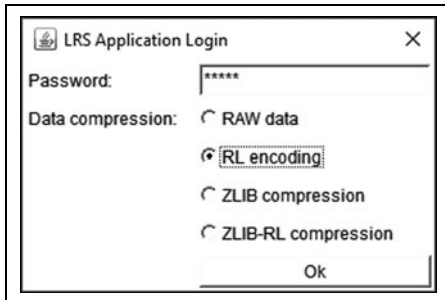 LRS Application Login
Password: *****
Data compression: RAW data
RL encoding
ZLIB compression
ZLIB-RL compression
Ok